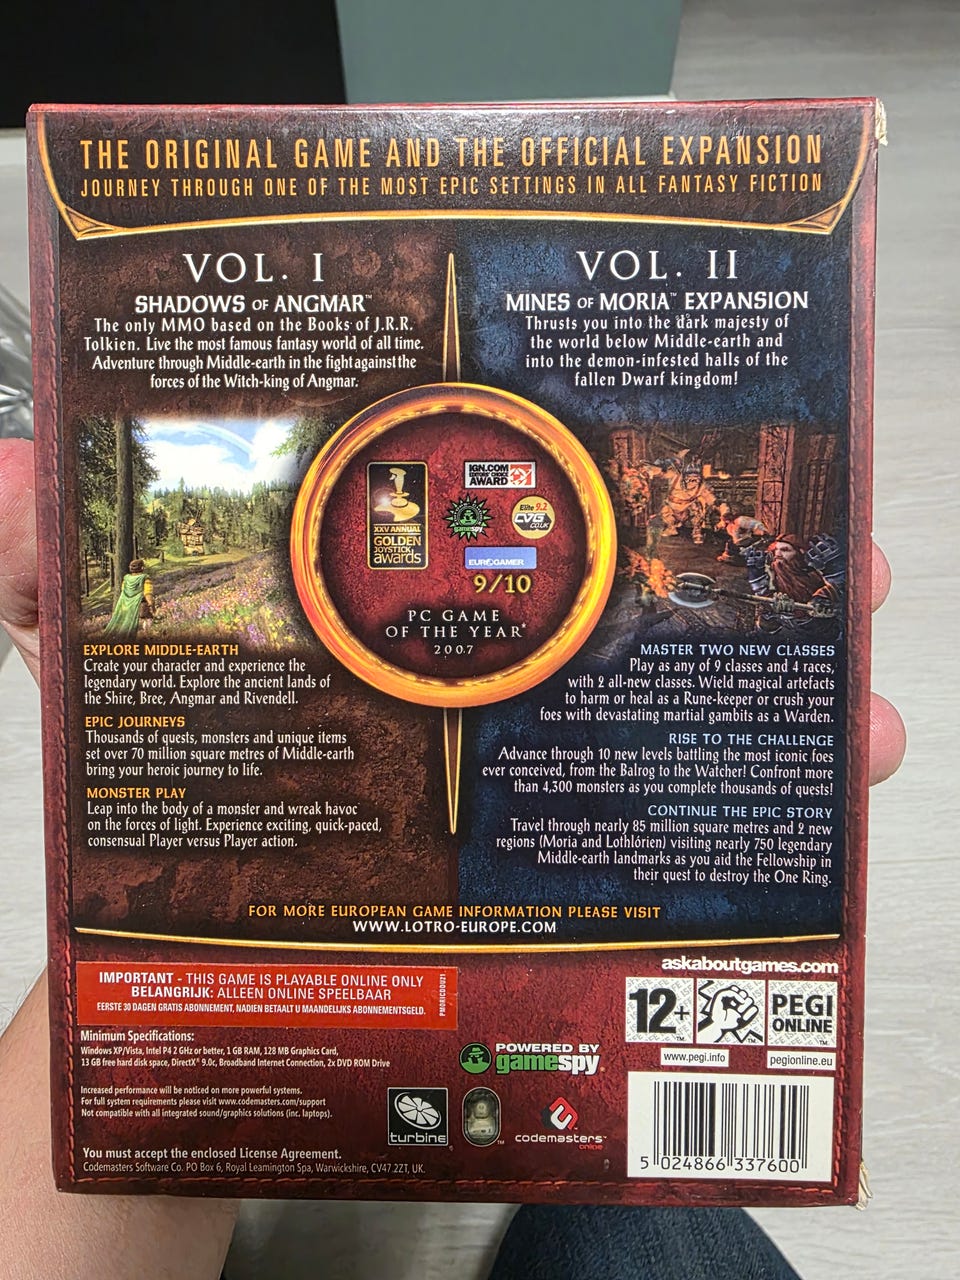 THE ORIGINAL GAME AND THE OFFICIAL EXPANSION
JOURNEY THROUGH ONE OF THE MOST EPIC SETTINGS IN ALL FANTASY FICTION
VOL. I
SHADOWS OF ANGMAR™
The only MMO based on the Books of J.R.R.
Tolkien. Live the most famous fantasy world of all time.
Adventure through Middle-earth in the fight against the
forces of the Witch-king of Angmar.
VOL. II
MINES OF MORIA™ EXPANSION
Thrusts you into the dark majesty of
the world below Middle-earth and
into the demon-infested halls of the
fallen Dwarf kingdom!
XXV ANNUAL
GOLDEN
JOYSTICK
awards
IGN.COM
EDITORS' CHOICE
AWARD
gamespy
Elite 9.2
CVG
.CO.UK
EUROGAMER
9/10
PC GAME
OF THE YEAR*
2007
EXPLORE MIDDLE-EARTH
Create your character and experience the
legendary world. Explore the ancient lands of
the Shire, Bree, Angmar and Rivendell.
EPIC JOURNEYS
Thousands of quests, monsters and unique items
set over 70 million square metres of Middle-earth
bring your heroic journey to life.
MONSTER PLAY
Leap into the body of a monster and wreak havoc
on the forces of light. Experience exciting, quick-paced,
consensual Player versus Player action.
MASTER TWO NEW CLASSES
Play as any of 9 classes and 4 races,
with 2 all-new classes. Wield magical artefacts
to harm or heal as a Rune-keeper or crush your
foes with devastating martial gambits as a Warden.
RISE TO THE CHALLENGE
Advance through 10 new levels battling the most iconic foes
ever conceived, from the Balrog to the Watcher! Confront more
than 4,300 monsters as you complete thousands of quests!
CONTINUE THE EPIC STORY
Travel through nearly 85 million square metres and 2 new
regions (Moria and Lothlórien) visiting nearly 750 legendary
Middle-earth landmarks as you aid the Fellowship in
their quest to destroy the One Ring.
FOR MORE EUROPEAN GAME INFORMATION PLEASE VISIT
WWW.LOTRO-EUROPE.COM
IMPORTANT - THIS GAME IS PLAYABLE ONLINE ONLY
BELANGRIJK: ALLEEN ONLINE SPEELBAAR
EERSTE 30 DAGEN GRATIS ABONNEMENT, NADIEN BETAALT U MAANDELIJKS ABONNEMENTSGELD.
Minimum Specifications:
Windows XP/Vista, Intel P4 2 GHz or better, 1 GB RAM, 128 MB Graphics Card,
13 GB free hard disk space, DirectX® 9.0c, Broadband Internet Connection, 2x DVD ROM Drive
Increased performance will be noticed on more powerful systems.
For full system requirements please visit www.codemasters.com/support
Not compatible with all integrated sound/graphics solutions (inc. laptops).
You must accept the enclosed License Agreement.
Codemasters Software Co. PO Box 6, Royal Leamington Spa, Warwickshire, CV47 2ZT, UK.
POWERED BY
gamespy
turbine
codemasters
online
askaboutgames.com
12+
PEGI
ONLINE
www.pegi.info
pegionline.eu
5 024866 337600